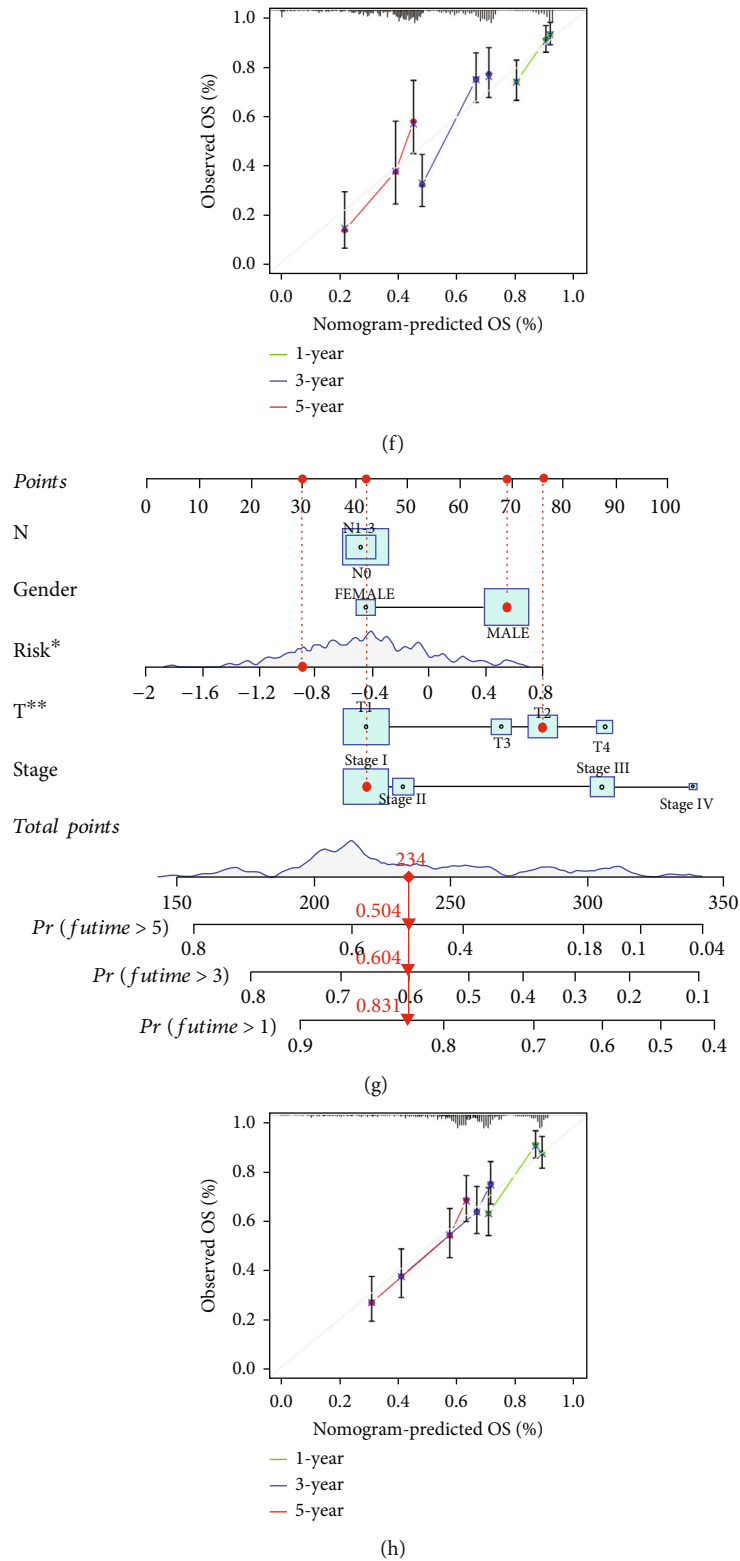 1.0
0.8
0.6
0.4
0.2
0.0
Observed OS (%)
0.0 0.2 0.4 0.6 0.8 1.0
Nomogram-predicted OS (%)
1-year
3-year
5-year
(f)
Points
0 10 20 30 40 50 60 70 80 90 100
N
N1-3
N0
Gender
FEMALE
MALE
Risk*
−2 −1.6 −1.2 −0.8 −0.4 0 0.4 0.8
T**
T1
T2
T3
T4
Stage
Stage I
Stage II
Stage III
Stage IV
Total points
234
150 200 250 300 350
0.504
Pr (futime > 5)
0.8 0.6 0.4 0.18 0.1 0.04
0.604
Pr (futime > 3)
0.8 0.7 0.6 0.5 0.4 0.3 0.2 0.1
0.831
Pr (futime > 1)
0.9 0.8 0.7 0.6 0.5 0.4
(g)
1.0
0.8
0.6
0.4
0.2
0.0
Observed OS (%)
0.0 0.2 0.4 0.6 0.8 1.0
Nomogram-predicted OS (%)
1-year
3-year
5-year
(h)